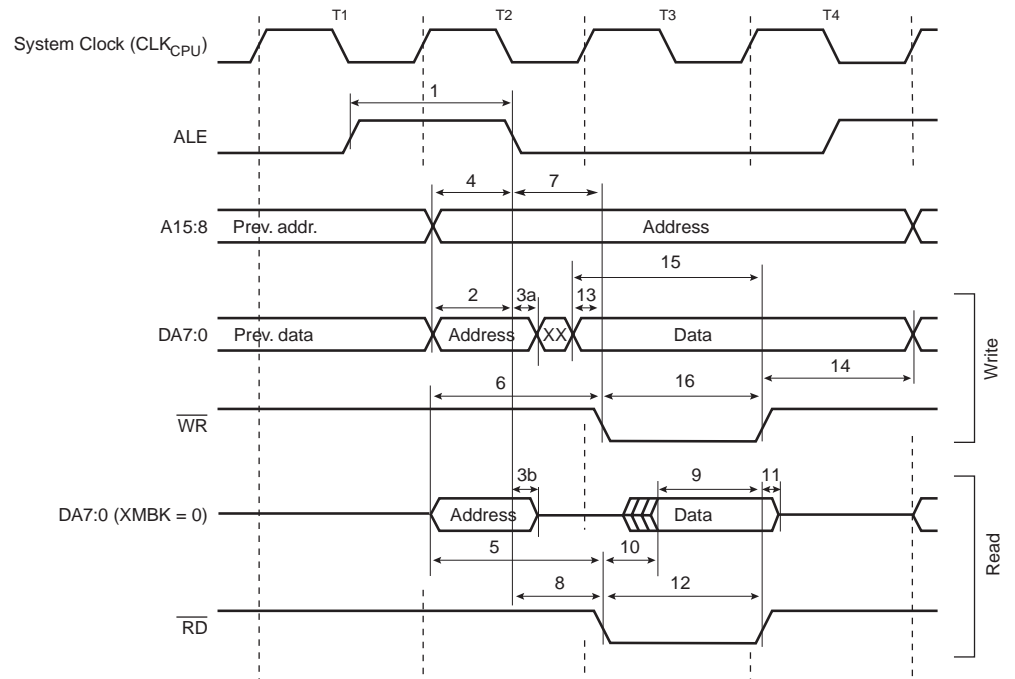 T1 T2 T3 T4
System Clock (CLKCPU)
1
ALE
4 7
A15:8 Prev. addr. Address
15
2 3a 13
DA7:0 Prev. data Address XX Data
14
6 16
WR
Write
3b 9 11
DA7:0 (XMBK = 0) Address Data
5 10
8 12
RD
Read